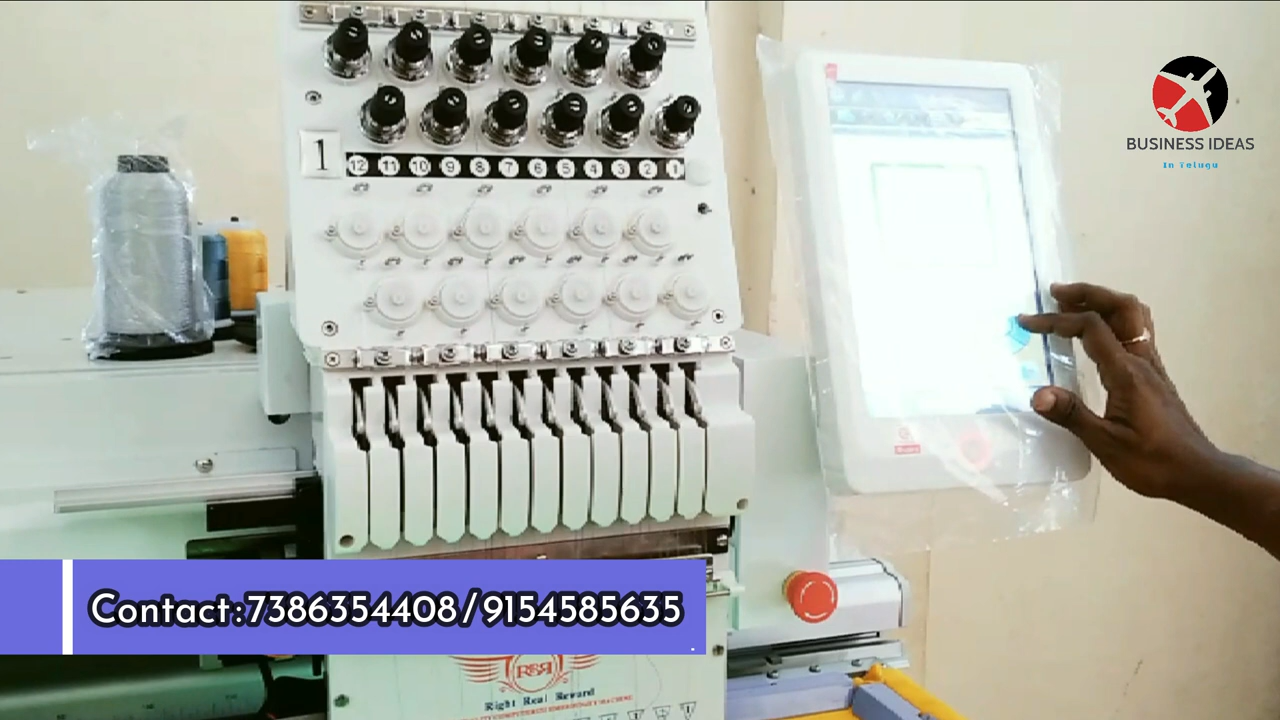 BUSINESS IDEAS
In Telugu
1
12 11 10 9 8 7 6 5 4 3 2 1
Contact:7386354408/9154585635
R&R
Right Real Reward